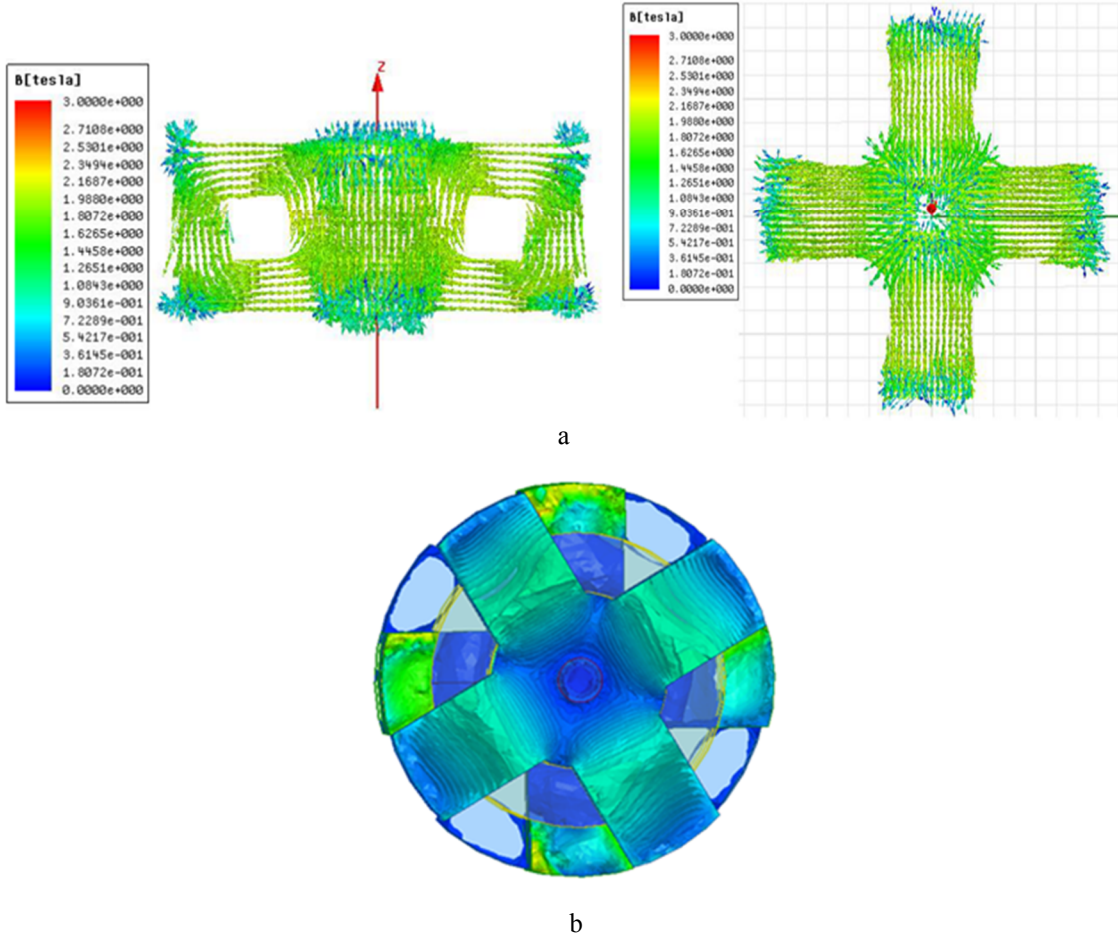 B[tesla]
3.0000e+000
2.7108e+000
2.5301e+000
2.3494e+000
2.1687e+000
1.9880e+000
1.8072e+000
1.6265e+000
1.4458e+000
1.2651e+000
1.0843e+000
9.0361e-001
7.2289e-001
5.4217e-001
3.6145e-001
1.8072e-001
0.0000e+000
Z
B[tesla]
3.0000e+000
2.7108e+000
2.5301e+000
2.3494e+000
2.1687e+000
1.9880e+000
1.8072e+000
1.6265e+000
1.4458e+000
1.2651e+000
1.0843e+000
9.0361e-001
7.2289e-001
5.4217e-001
3.6145e-001
1.8072e-001
0.0000e+000
Y
a
b